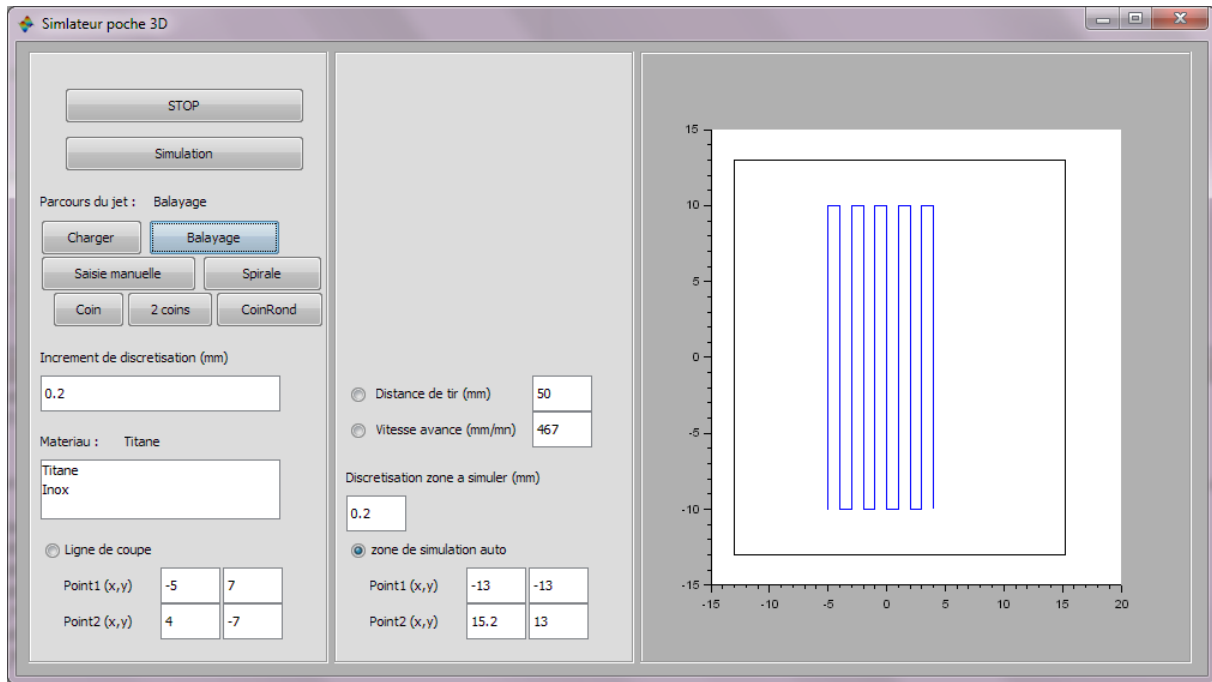 Simlateur poche 3D
STOP
Simulation
Parcours du jet : Balayage
Charger Balayage
Saisie manuelle Spirale
Coin 2 coins CoinRond
Increment de discretisation (mm)
0.2
Materiau : Titane
Titane
Inox
Ligne de coupe
Point1 (x,y) -5 7
Point2 (x,y) 4 -7
Distance de tir (mm) 50
Vitesse avance (mm/mn) 467
Discretisation zone a simuler (mm)
0.2
zone de simulation auto
Point1 (x,y) -13 -13
Point2 (x,y) 15.2 13
15
10
5
0
-5
-10
-15
-15 -10 -5 0 5 10 15 20